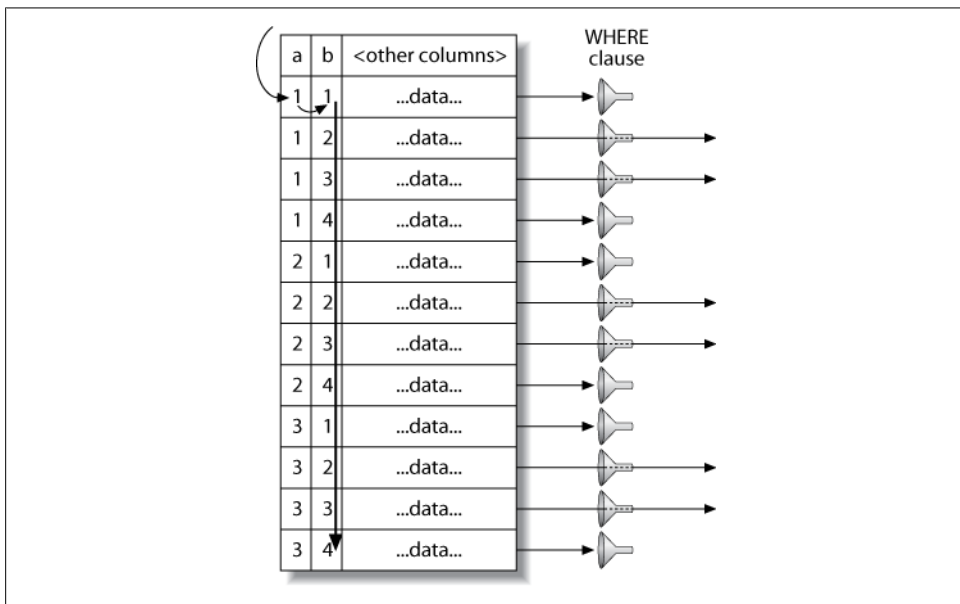 WHERE
clause
a b <other columns>
1 1 ...data...
1 2 ...data...
1 3 ...data...
1 4 ...data...
2 1 ...data...
2 2 ...data...
2 3 ...data...
2 4 ...data...
3 1 ...data...
3 2 ...data...
3 3 ...data...
3 4 ...data...